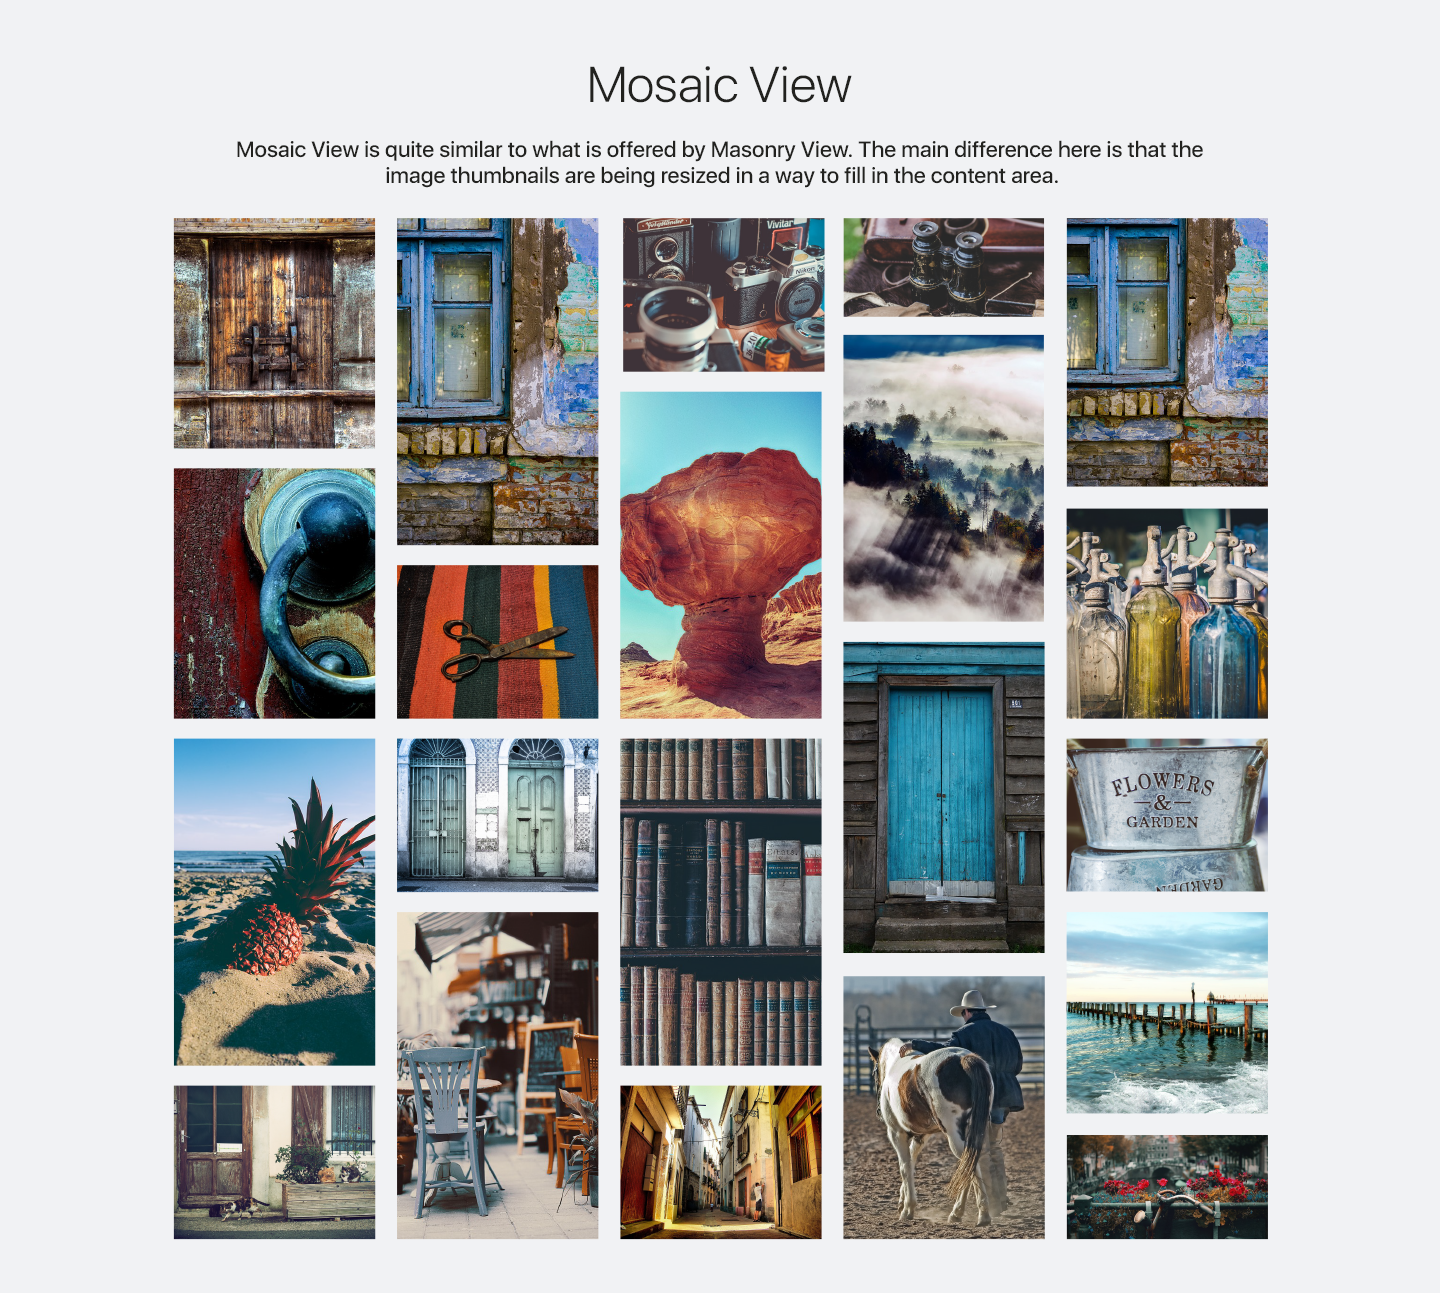 Mosaic View
Mosaic View is quite similar to what is offered by Masonry View. The main difference here is that the
image thumbnails are being resized in a way to fill in the content area.
Voigtländer
Vivitar
Nikon
FLOWERS
&
GARDEN
GARDEN